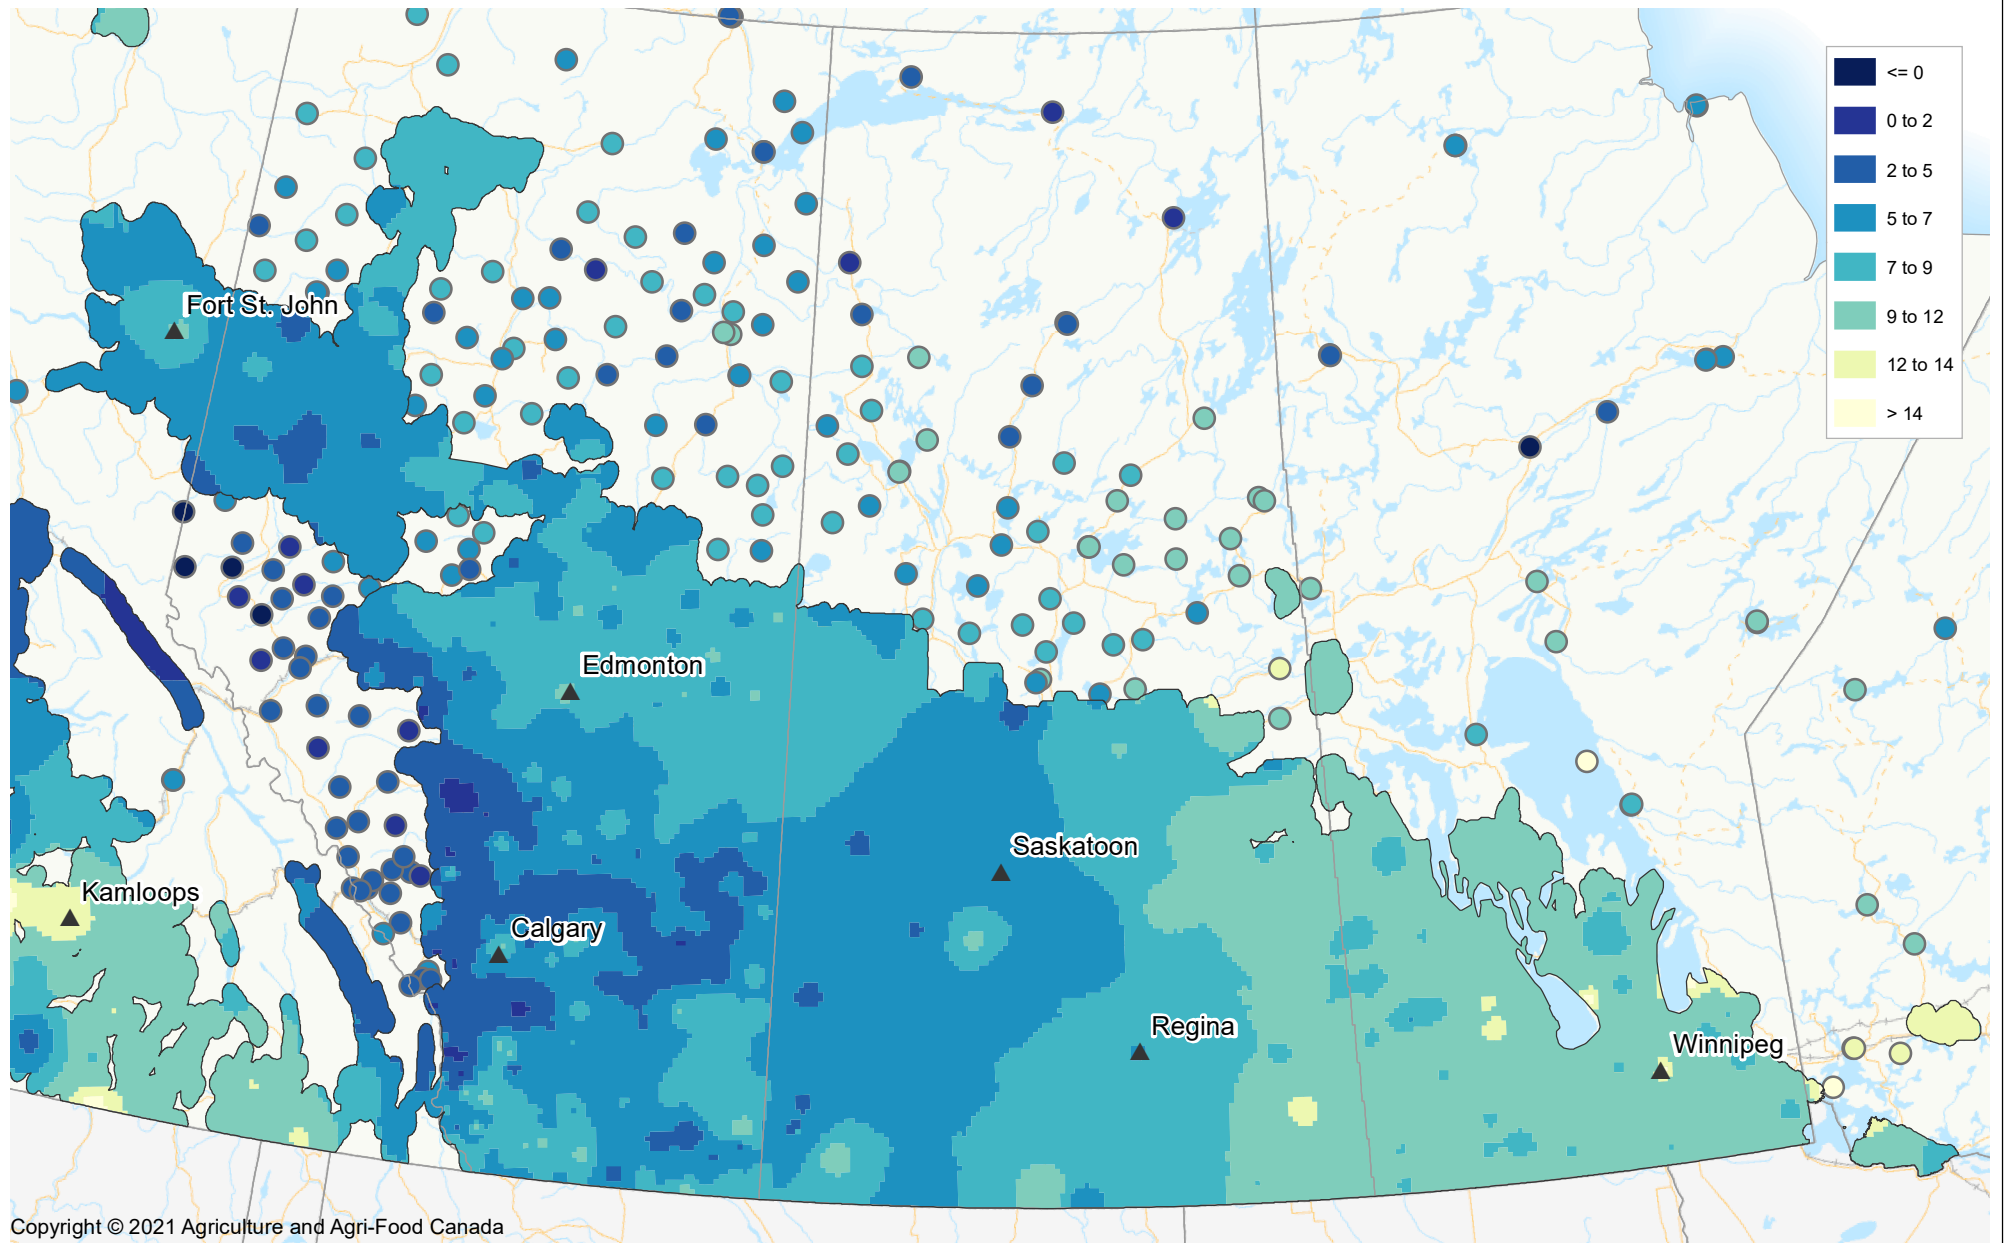 <= 0
0 to 2
2 to 5
5 to 7
7 to 9
9 to 12
12 to 14
> 14
Fort St. John
Edmonton
Saskatoon
Kamloops
Calgary
Regina
Winnipeg
Copyright © 2021 Agriculture and Agri-Food Canada